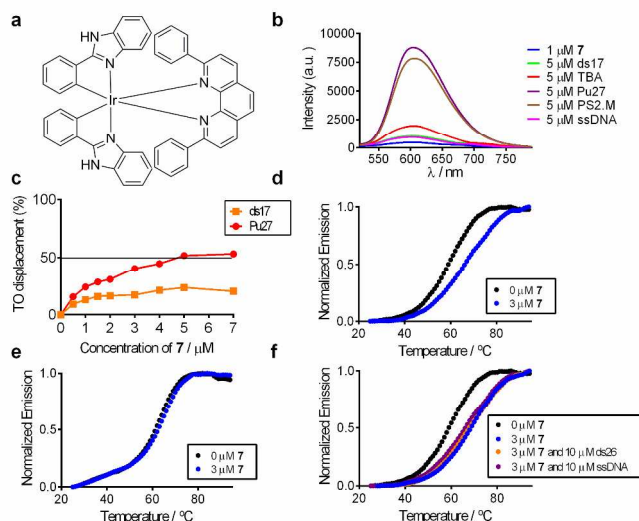 a
HN
N
Ir
N
N
N
HN
b
Intensity (a.u.)
10000
7500
5000
2500
0
550 600 650 700 750
λ / nm
1 μM 7
5 μM ds17
5 μM TBA
5 μM Pu27
5 μM PS2.M
5 μM ssDNA
c
TO displacement (%)
100
50
0
0 1 2 3 4 5 6 7
Concentration of 7 / μM
ds17
Pu27
d
Normalized Emission
1.0
0.5
0.0
20 40 60 80
Temperature / ºC
0 μM 7
3 μM 7
e
Normalized Emission
1.0
0.5
0.0
20 40 60 80
Temperature / ºC
0 μM 7
3 μM 7
f
Normalized Emission
1.0
0.5
0.0
20 40 60 80
Temperature / ºC
0 μM 7
3 μM 7
3 μM 7 and 10 μM ds26
3 μM 7 and 10 μM ssDNA